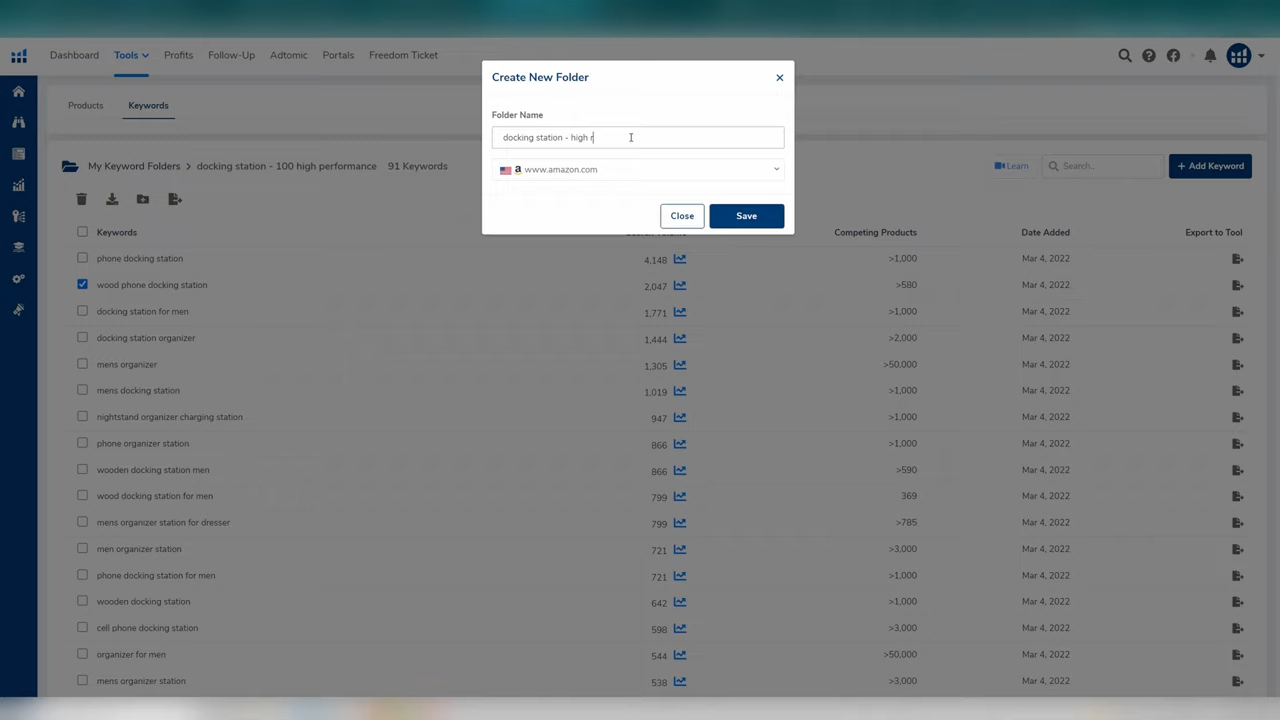 Dashboard Tools Profits Follow-Up Adtomic Portals Freedom Ticket
Create New Folder
Folder Name
docking station - high r
a www.amazon.com
Close Save
Products Keywords
My Keyword Folders > docking station - 100 high performance 91 Keywords Learn Search... + Add Keyword
Keywords Competing Products Date Added Export to Tool
phone docking station 4,148 >1,000 Mar 4, 2022
wood phone docking station 2,047 >580 Mar 4, 2022
docking station for men 1,771 >1,000 Mar 4, 2022
docking station organizer 1,444 >2,000 Mar 4, 2022
mens organizer 1,305 >50,000 Mar 4, 2022
mens docking station 1,019 >1,000 Mar 4, 2022
nightstand organizer charging station 947 >1,000 Mar 4, 2022
phone organizer station 866 >1,000 Mar 4, 2022
wooden docking station men 866 >590 Mar 4, 2022
wood docking station for men 799 369 Mar 4, 2022
mens organizer station for dresser 799 >785 Mar 4, 2022
men organizer station 721 >3,000 Mar 4, 2022
phone docking station for men 721 >1,000 Mar 4, 2022
wooden docking station 642 >1,000 Mar 4, 2022
cell phone docking station 598 >3,000 Mar 4, 2022
organizer for men 544 >50,000 Mar 4, 2022
mens organizer station 538 >3,000 Mar 4, 2022